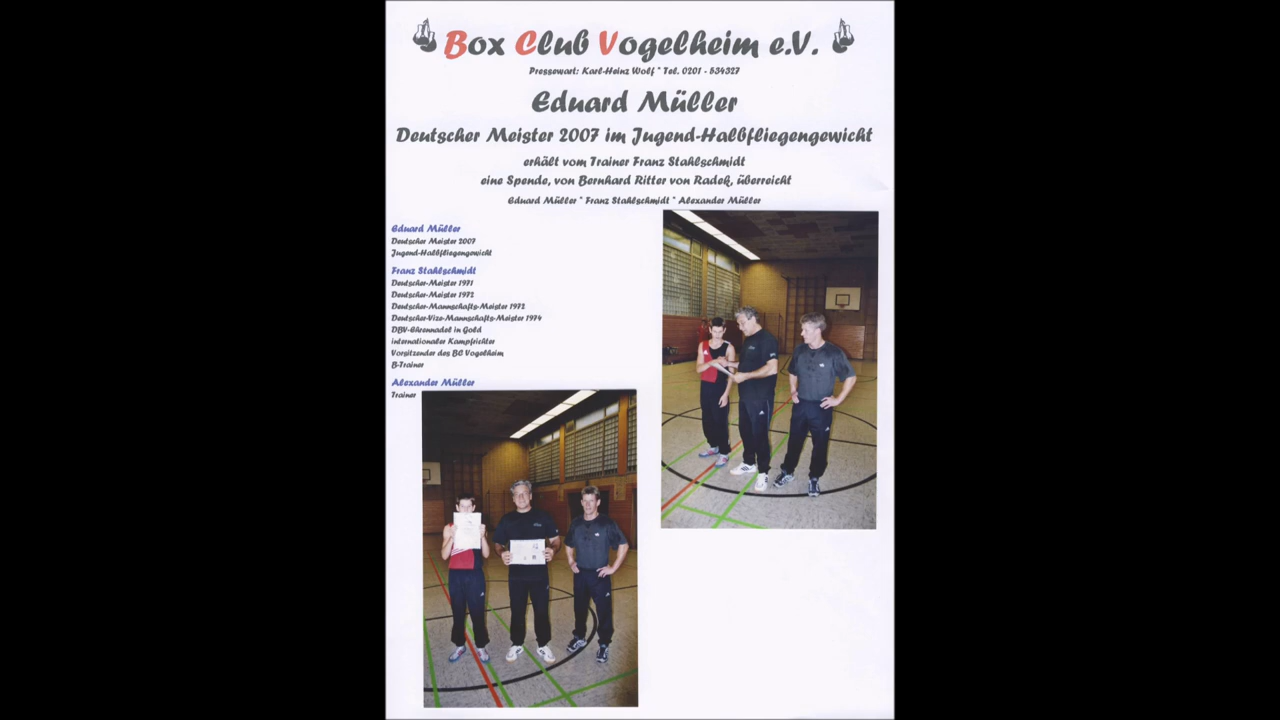 Box Club Vogelheim e.V.
Pressewart: Karl-Heinz Wolf * Tel. 0201 - 534327
Eduard Müller
Deutscher Meister 2007 im Jugend-Halbfliegengewicht
erhält vom Trainer Franz Stahlschmidt
eine Spende, von Bernhard Ritter von Radek, überreicht
Eduard Müller * Franz Stahlschmidt * Alexander Müller
Eduard Müller
Deutscher Meister 2007
Jugend-Halbfliegengewicht
Franz Stahlschmidt
Deutscher-Meister 1971
Deutscher-Meister 1972
Deutscher-Mannschafts-Meister 1972
Deutscher-Vize-Mannschafts-Meister 1974
DBV-Ehrennadel in Gold
internationaler Kampfrichter
Vorsitzender des BC Vogelheim
B-Trainer
Alexander Müller
Trainer